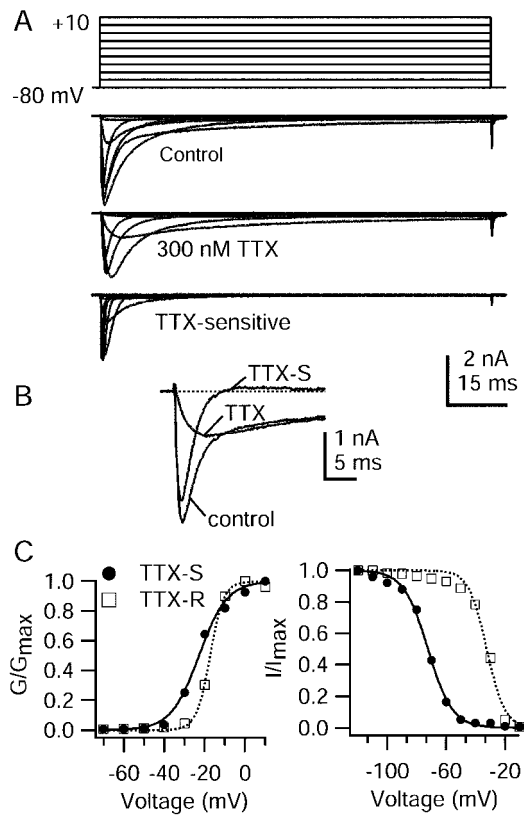 A
+10
-80 mV
Control
300 nM TTX
TTX-sensitive
2 nA
15 ms
B
TTX-S
TTX
control
1 nA
5 ms
C
TTX-S
TTX-R
G/Gmax
1.0
0.8
0.6
0.4
0.2
0.0
-60 -40 -20 0
Voltage (mV)
I/Imax
1.0
0.8
0.6
0.4
0.2
0.0
-100 -60 -20
Voltage (mV)